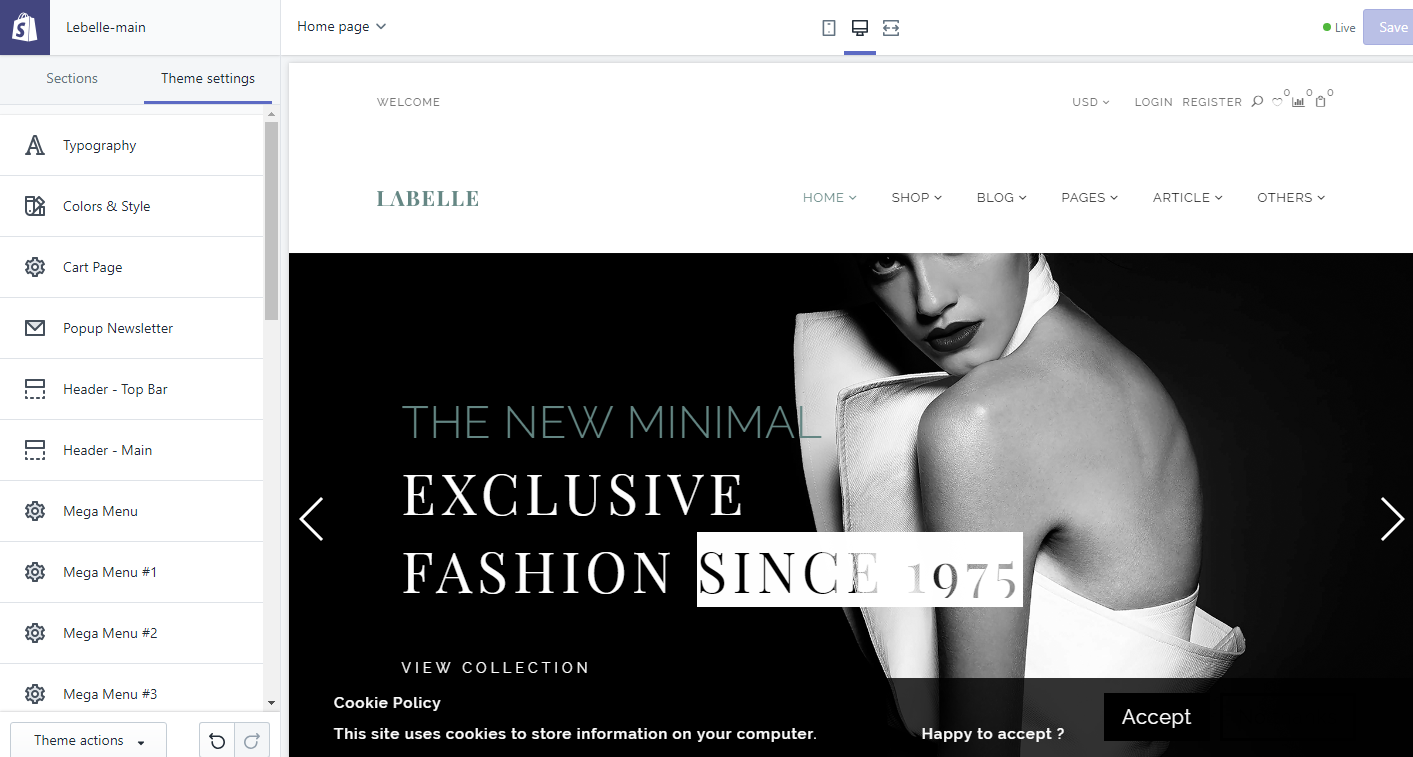 Lebelle-main
Home page
Live
Save
Sections
Theme settings
Typography
Colors & Style
Cart Page
Popup Newsletter
Header - Top Bar
Header - Main
Mega Menu
Mega Menu #1
Mega Menu #2
Mega Menu #3
Theme actions
WELCOME
USD
LOGIN REGISTER 0 0 0
LABELLE
HOME SHOP BLOG PAGES ARTICLE OTHERS
THE NEW MINIMAL
EXCLUSIVE
FASHION SINCE 1975
VIEW COLLECTION
Cookie Policy
This site uses cookies to store information on your computer.
Happy to accept ?
Accept